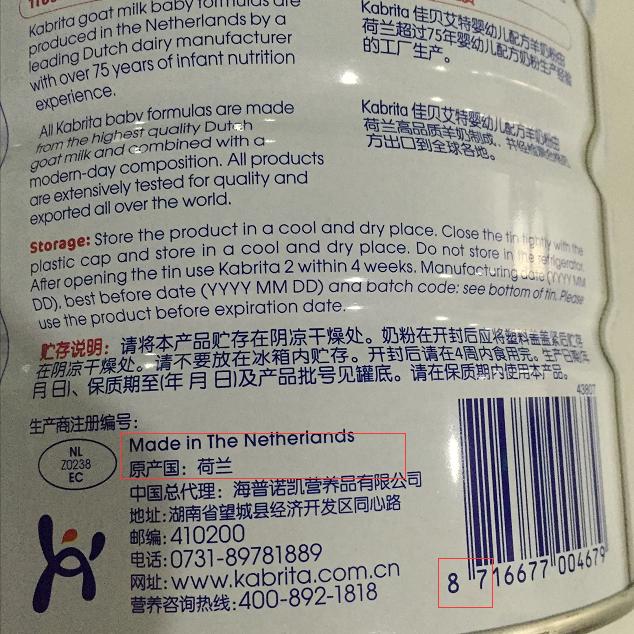 Kabrita goat milk baby formulas are
produced in the Netherlands by a
leading Dutch dairy manufacturer
with over 75 years of infant nutrition
experience.
Kabrita 佳贝艾特婴幼儿配方羊奶粉由
荷兰超过75年婴幼儿配方奶粉生产经验
的工厂生产。
All Kabrita baby formulas are made
from the highest quality Dutch
goat milk and combined with a
modern-day composition. All products
are extensively tested for quality and
exported all over the world.
Kabrita 佳贝艾特婴幼儿配方羊奶粉由
荷兰高品质羊奶制成、
方出口到全球各地。
Storage: Store the product in a cool and dry place. Close the tin tightly with the
plastic cap and store in a cool and dry place. Do not store in the refrigerator.
After opening the tin use Kabrita 2 within 4 weeks. Manufacturing date (YYYY MM
DD), best before date (YYYY MM DD) and batch code: see bottom of tin. Please
use the product before expiration date.
贮存说明：请将本产品贮存在阴凉干燥处。奶粉在开封后应将塑料盖盖紧后贮存
在阴凉干燥处。请不要放在冰箱内贮存。开封后请在4周内食用完。生产日期(年
月 日)、保质期至(年 月 日)及产品批号见罐底。请在保质期内使用本产品。
43807
生产商注册编号：
NL
Z0238
EC
Made in The Netherlands
原产国：荷兰
中国总代理：海普诺凯营养品有限公司
地址：湖南省望城县经济开发区同心路
邮编：410200
电话：0731-89781889
网址：www.kabrita.com.cn
营养咨询热线：400-892-1818
8 716677 004679